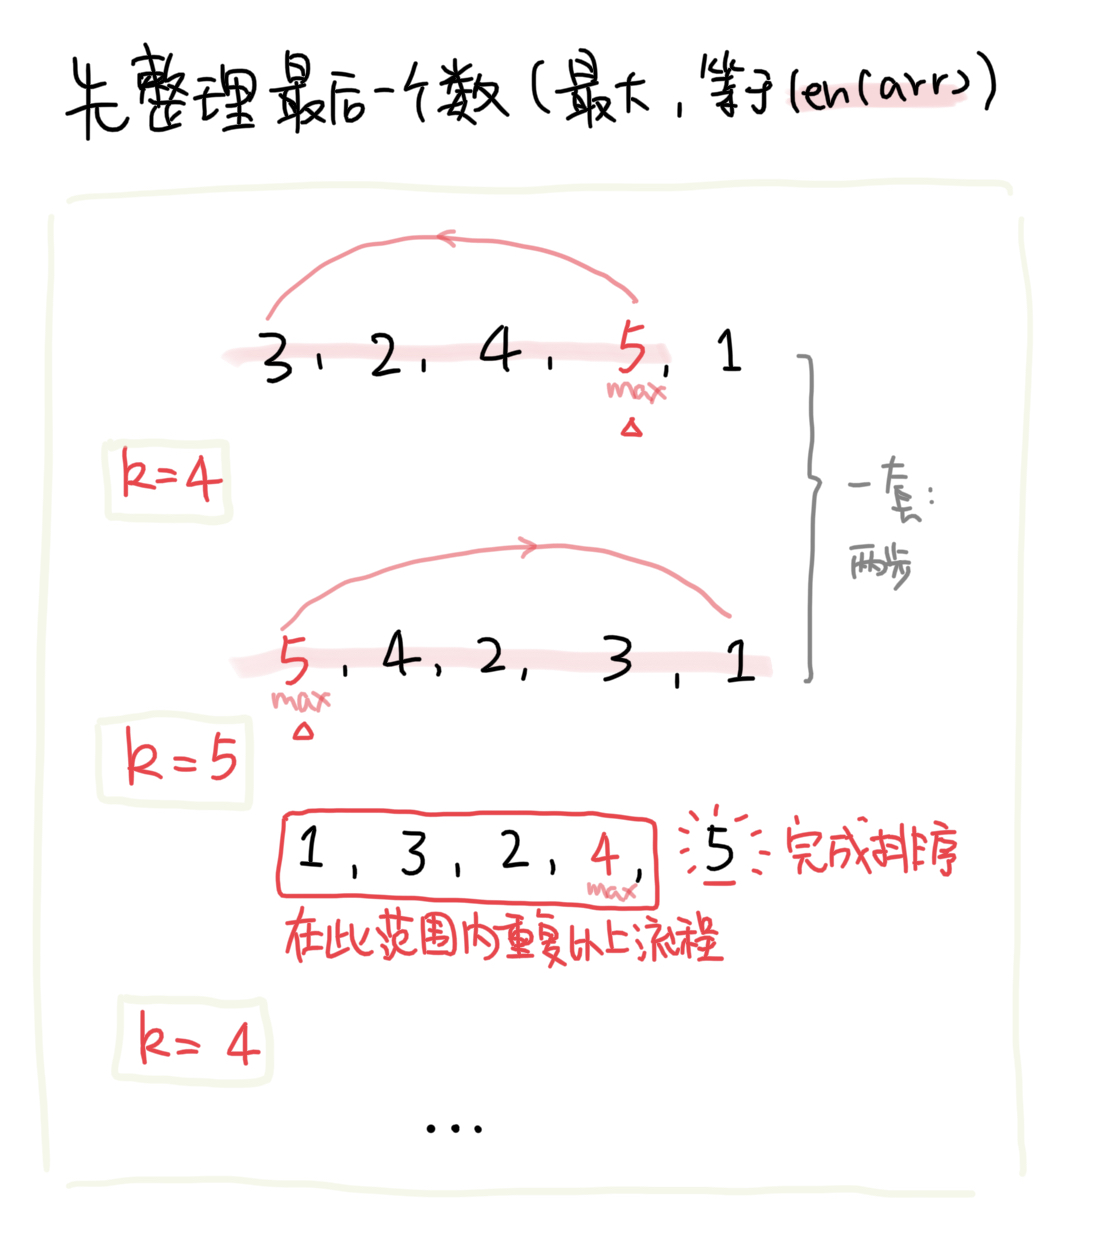 先整理最后一个数（最大，等于len(arr)）
3，2，4，5，1
max
k=4
一套：
两步
5，4，2，3，1
max
k=5
1，3，2，4，5 完成排序
max
在此范围内重复以上流程
k=4
...